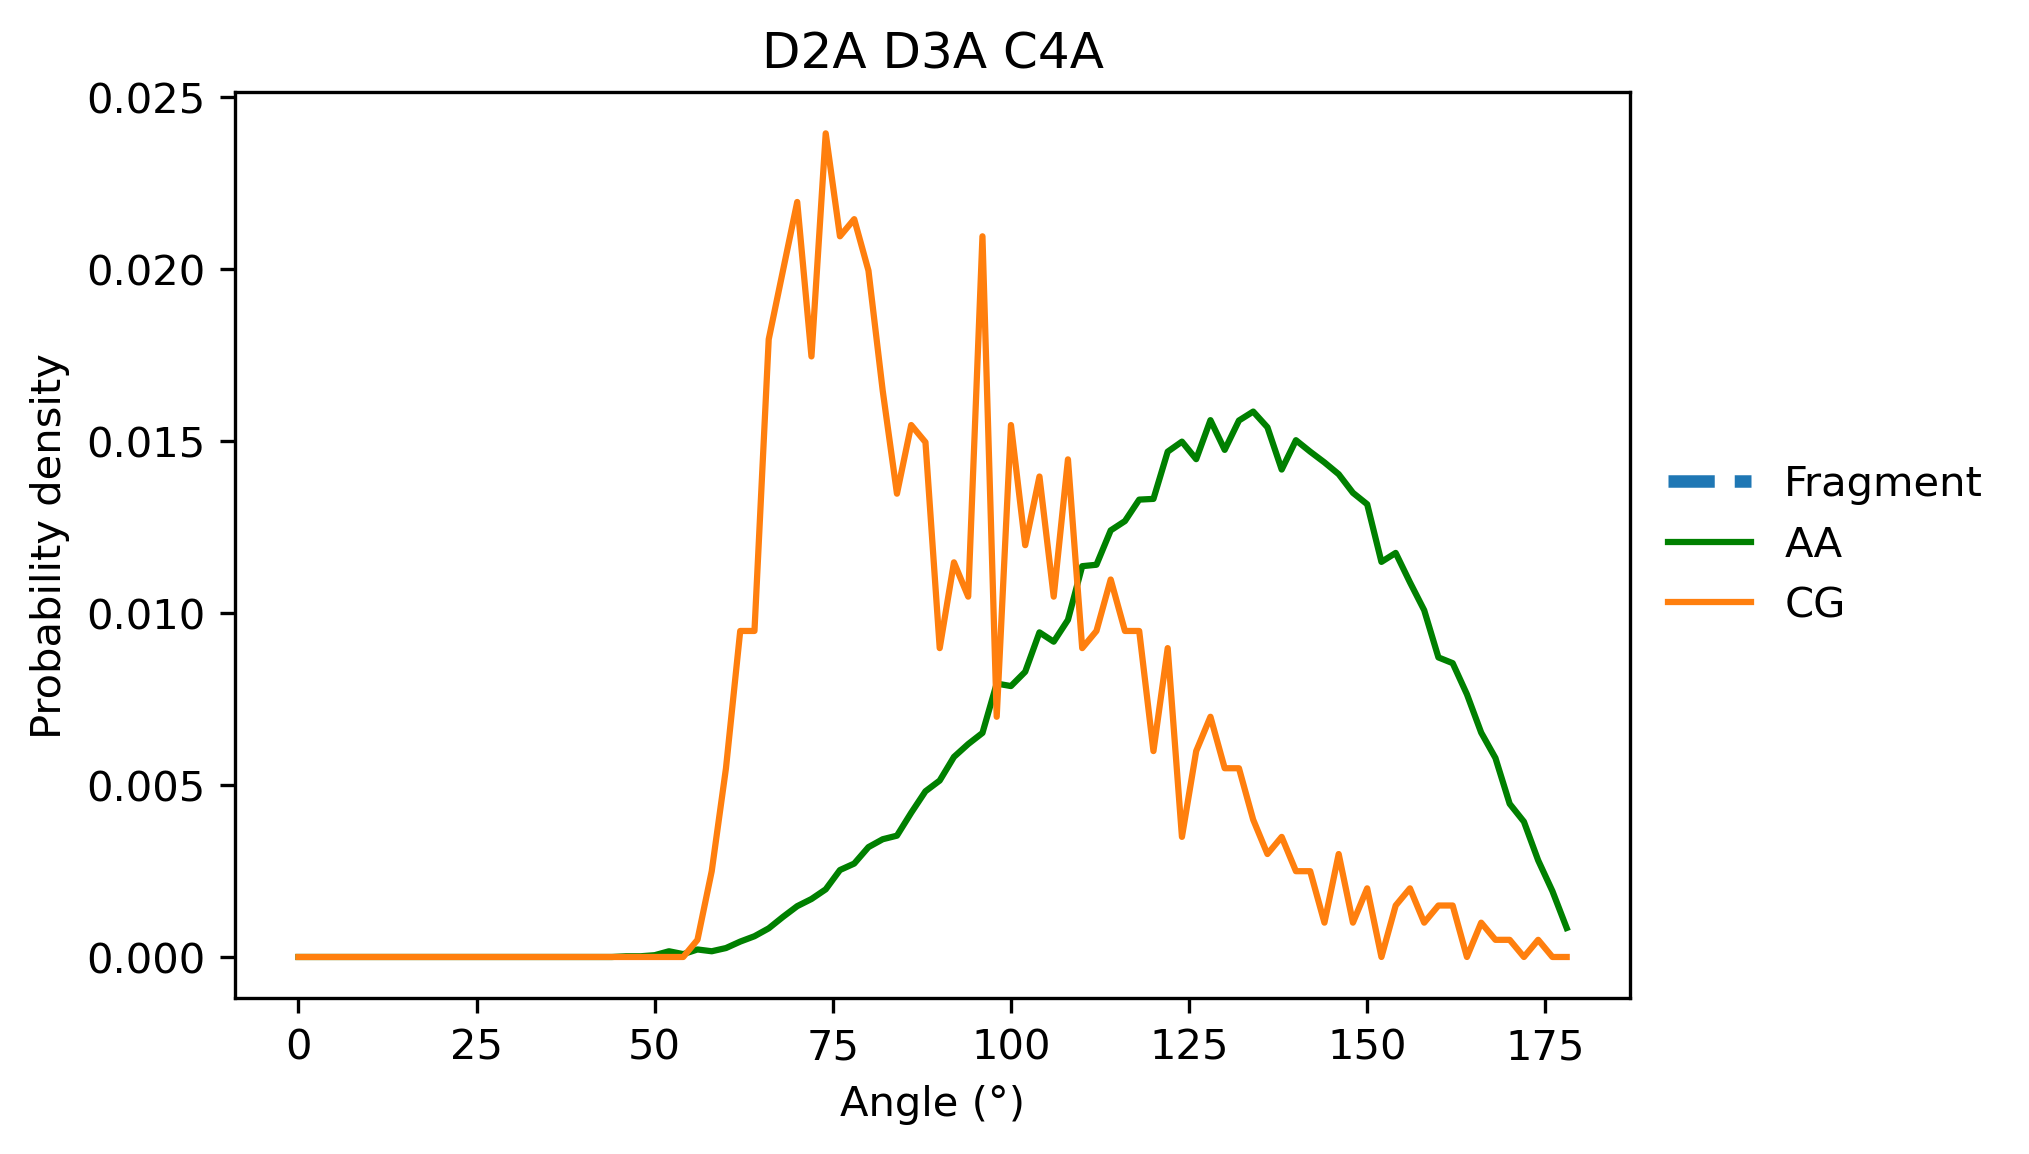 D2A D3A C4A
0.025
0.020
0.015
0.010
0.005
0.000
Probability density
0 25 50 75 100 125 150 175
Angle (°)
Fragment
AA
CG